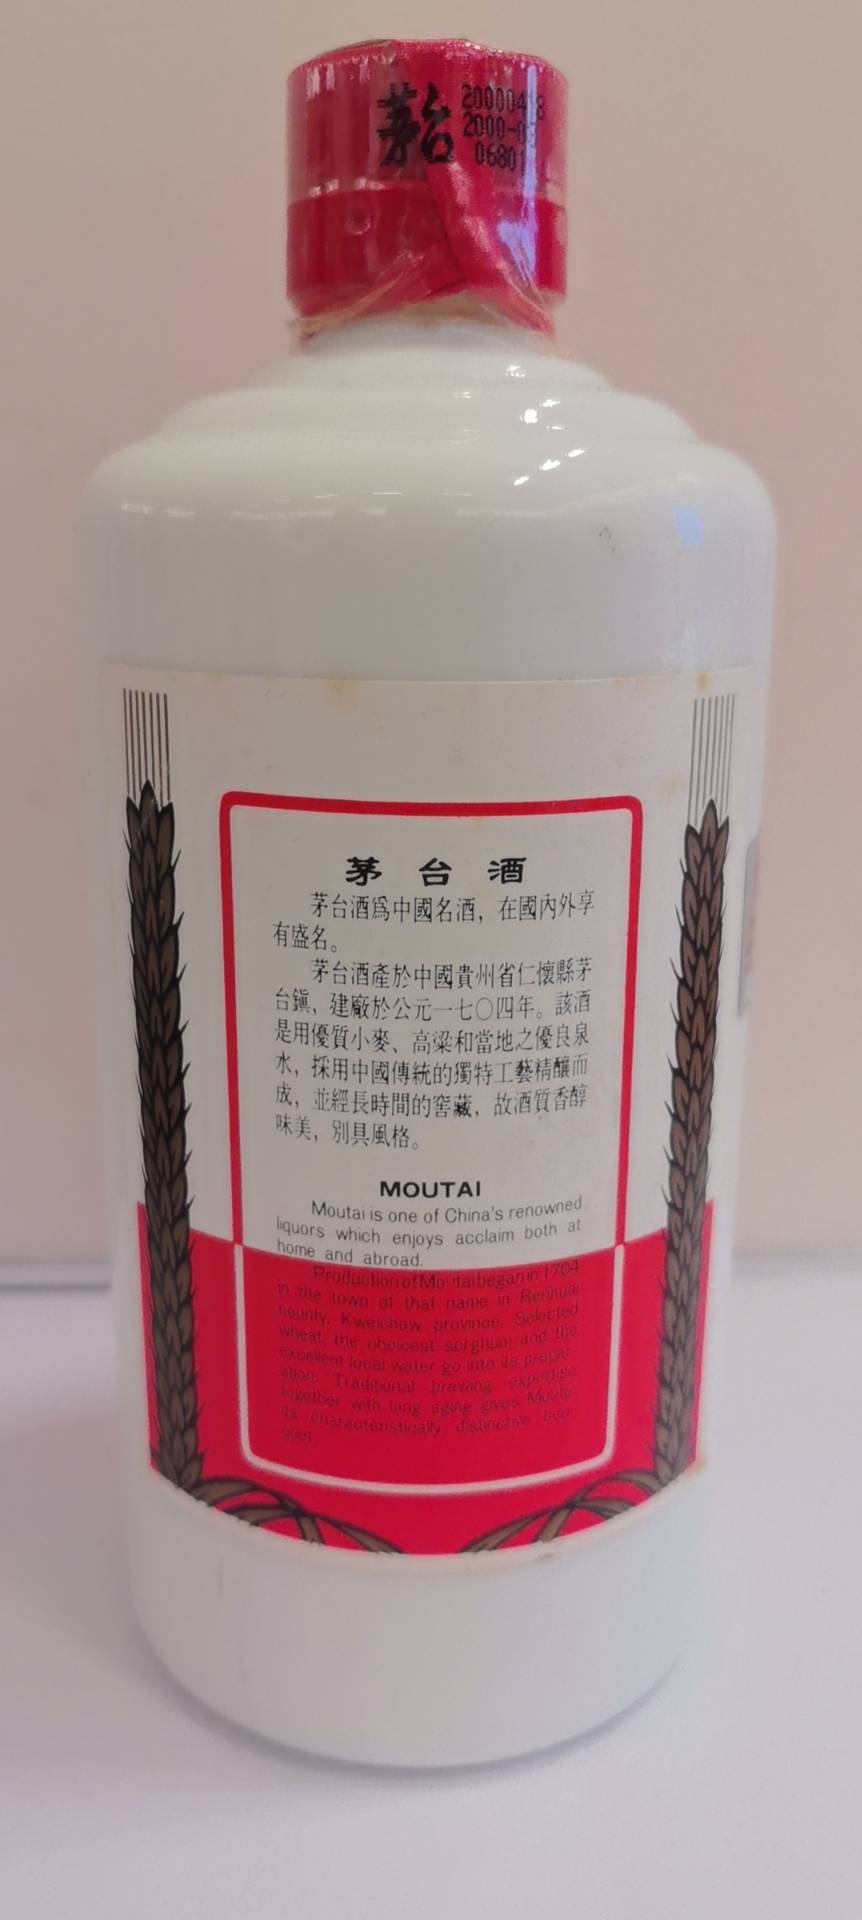 茅台
20000418
2000-03
06801
茅台酒
茅台酒爲中國名酒，在國內外享
有盛名。
茅台酒產於中國貴州省仁懷縣茅
台鎮，建廠於公元一七〇四年。該酒
是用優質小麥、高粱和當地之優良泉
水，採用中國傳統的獨特工藝精釀而
成，並經長時間的窖藏，故酒質香醇
味美，別具風格。
MOUTAI
Moutai is one of China's renowned
liquors which enjoys acclaim both at
home and abroad.
Production of Moutai began in 1704
in the town of that name in Renhuai
county, Kweichow province. Selected
wheat, the choicest sorghum and the
excellent local water go into its prepar-
ation. Traditional brewing expertise
together with long aging gives Moutai
its characteristically distinctive bou-
quet.